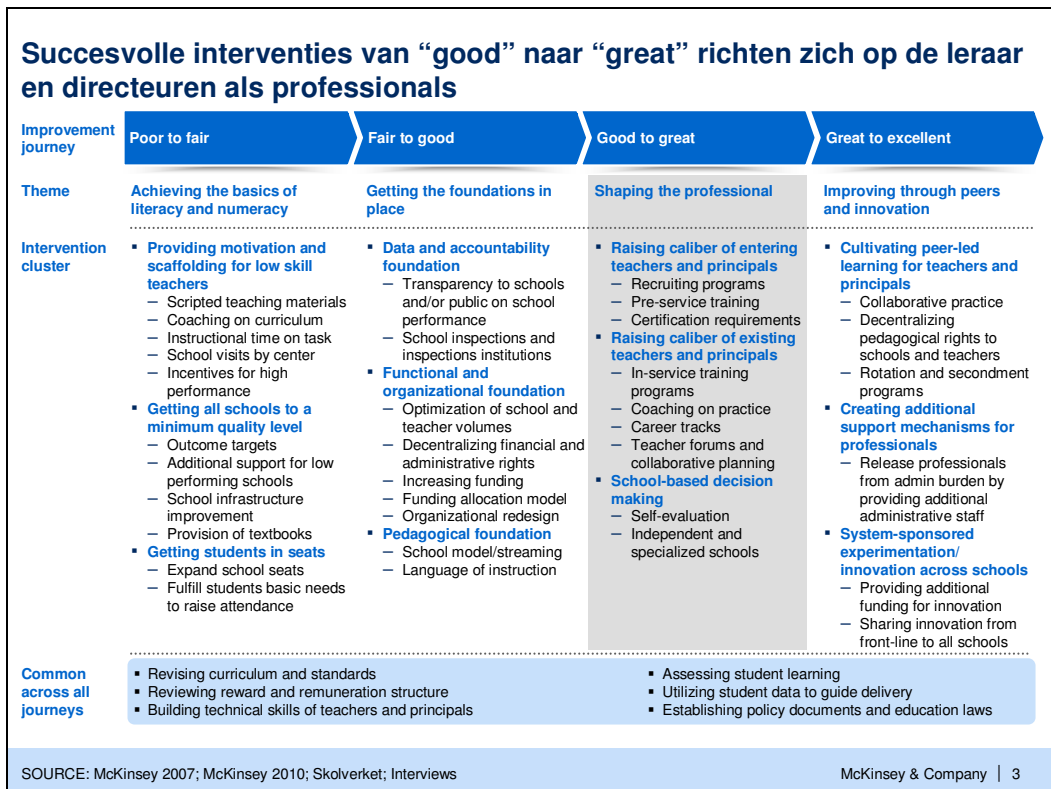 Succesvolle interventies van “good” naar “great” richten zich op de leraar
en directeuren als professionals
Improvement
journey
Poor to fair
Fair to good
Good to great
Great to excellent
Theme
Achieving the basics of
literacy and numeracy
Getting the foundations in
place
Shaping the professional
Improving through peers
and innovation
Intervention
cluster
▪ Providing motivation and
scaffolding for low skill
teachers
– Scripted teaching materials
– Coaching on curriculum
– Instructional time on task
– School visits by center
– Incentives for high
performance
▪ Getting all schools to a
minimum quality level
– Outcome targets
– Additional support for low
performing schools
– School infrastructure
improvement
– Provision of textbooks
▪ Getting students in seats
– Expand school seats
– Fulfill students basic needs
to raise attendance
▪ Data and accountability
foundation
– Transparency to schools
and/or public on school
performance
– School inspections and
inspections institutions
▪ Functional and
organizational foundation
– Optimization of school and
teacher volumes
– Decentralizing financial and
administrative rights
– Increasing funding
– Funding allocation model
– Organizational redesign
▪ Pedagogical foundation
– School model/streaming
– Language of instruction
▪ Raising caliber of entering
teachers and principals
– Recruiting programs
– Pre-service training
– Certification requirements
▪ Raising caliber of existing
teachers and principals
– In-service training
programs
– Coaching on practice
– Career tracks
– Teacher forums and
collaborative planning
▪ School-based decision
making
– Self-evaluation
– Independent and
specialized schools
▪ Cultivating peer-led
learning for teachers and
principals
– Collaborative practice
– Decentralizing
pedagogical rights to
schools and teachers
– Rotation and secondment
programs
▪ Creating additional
support mechanisms for
professionals
– Release professionals
from admin burden by
providing additional
administrative staff
▪ System-sponsored
experimentation/
innovation across schools
– Providing additional
funding for innovation
– Sharing innovation from
front-line to all schools
Common
across all
journeys
▪ Revising curriculum and standards
▪ Reviewing reward and remuneration structure
▪ Building technical skills of teachers and principals
▪ Assessing student learning
▪ Utilizing student data to guide delivery
▪ Establishing policy documents and education laws
SOURCE: McKinsey 2007; McKinsey 2010; Skolverket; Interviews
McKinsey & Company | 3